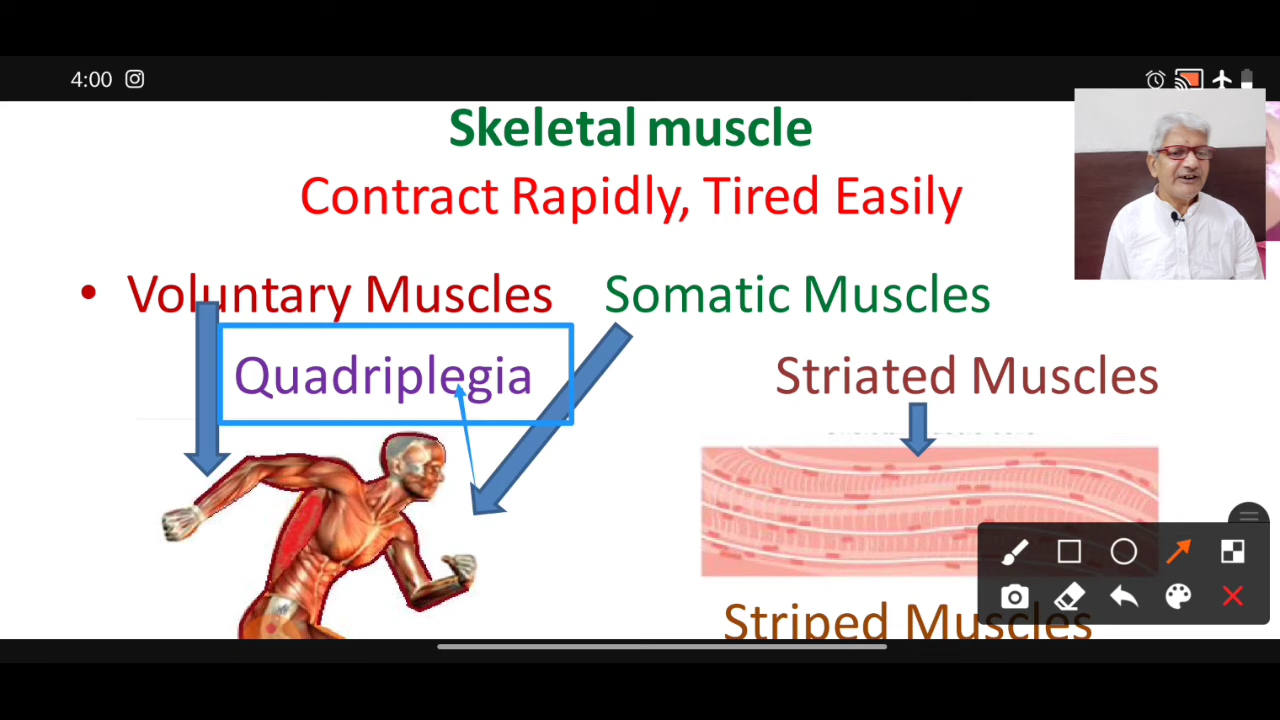 4:00
Skeletal muscle
Contract Rapidly, Tired Easily
• Voluntary Muscles Somatic Muscles
Quadriplegia Striated Muscles
Striped Muscles